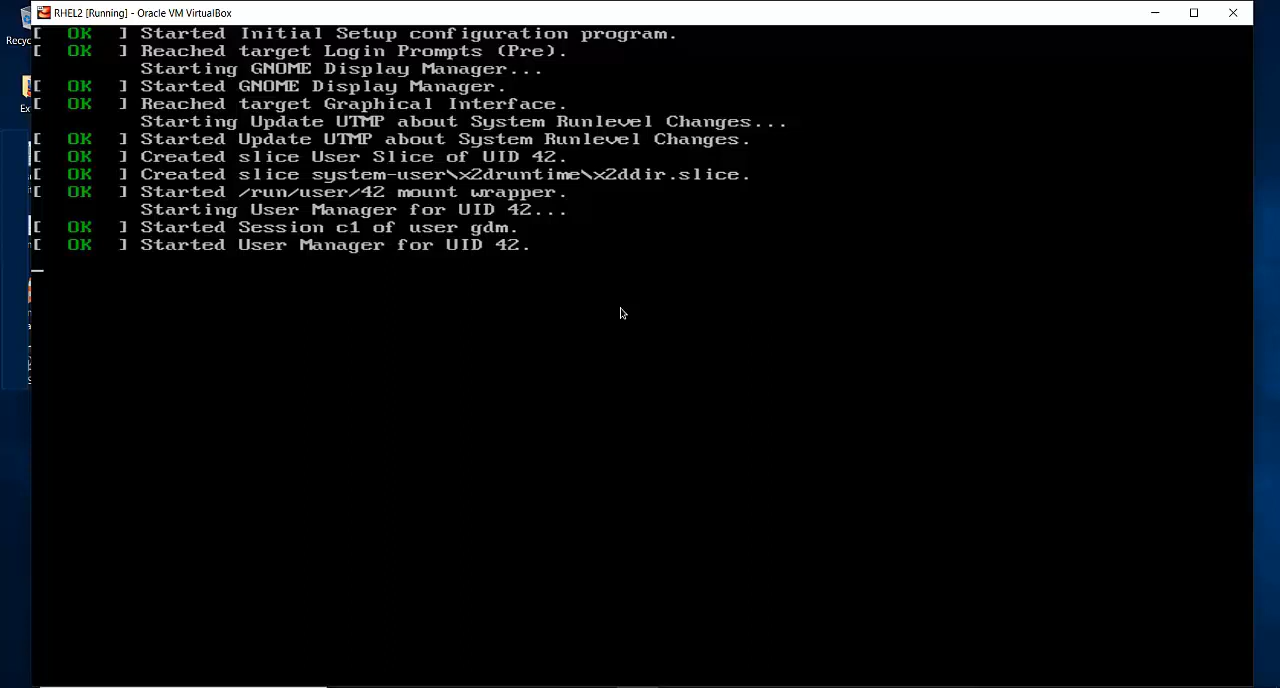 RHEL2 [Running] - Oracle VM VirtualBox
Recyc
[ OK ] Started Initial Setup configuration program.
[ OK ] Reached target Login Prompts (Pre).
Starting GNOME Display Manager...
[ OK ] Started GNOME Display Manager.
[ OK ] Reached target Graphical Interface.
Ex
Starting Update UTMP about System Runlevel Changes...
[ OK ] Started Update UTMP about System Runlevel Changes.
[ OK ] Created slice User Slice of UID 42.
[ OK ] Created slice system-user\x2druntime\x2ddir.slice.
[ OK ] Started /run/user/42 mount wrapper.
Starting User Manager for UID 42...
[ OK ] Started Session c1 of user gdm.
[ OK ] Started User Manager for UID 42.